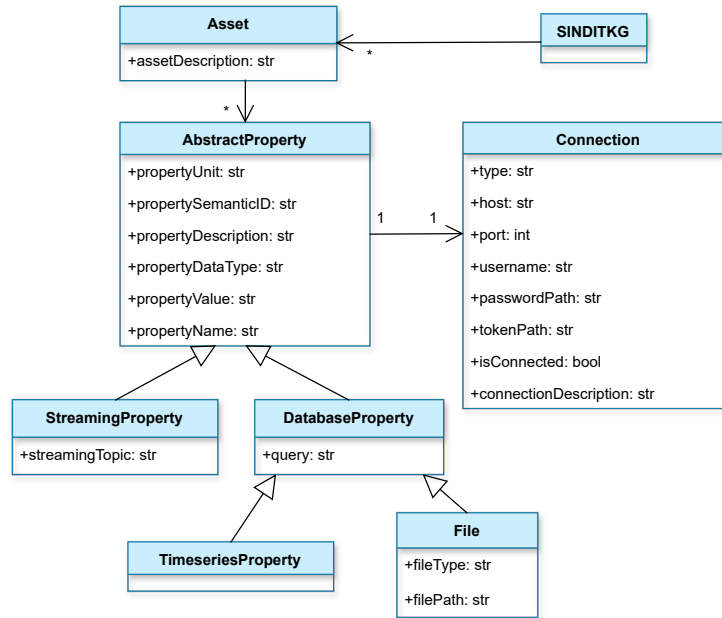 Asset
+assetDescription: str
SINDITKG
*
*
AbstractProperty
+propertyUnit: str
+propertySemanticID: str
+propertyDescription: str
+propertyDataType: str
+propertyValue: str
+propertyName: str
1
1
Connection
+type: str
+host: str
+port: int
+username: str
+passwordPath: str
+tokenPath: str
+isConnected: bool
+connectionDescription: str
StreamingProperty
+streamingTopic: str
DatabaseProperty
+query: str
TimeseriesProperty
File
+fileType: str
+filePath: str